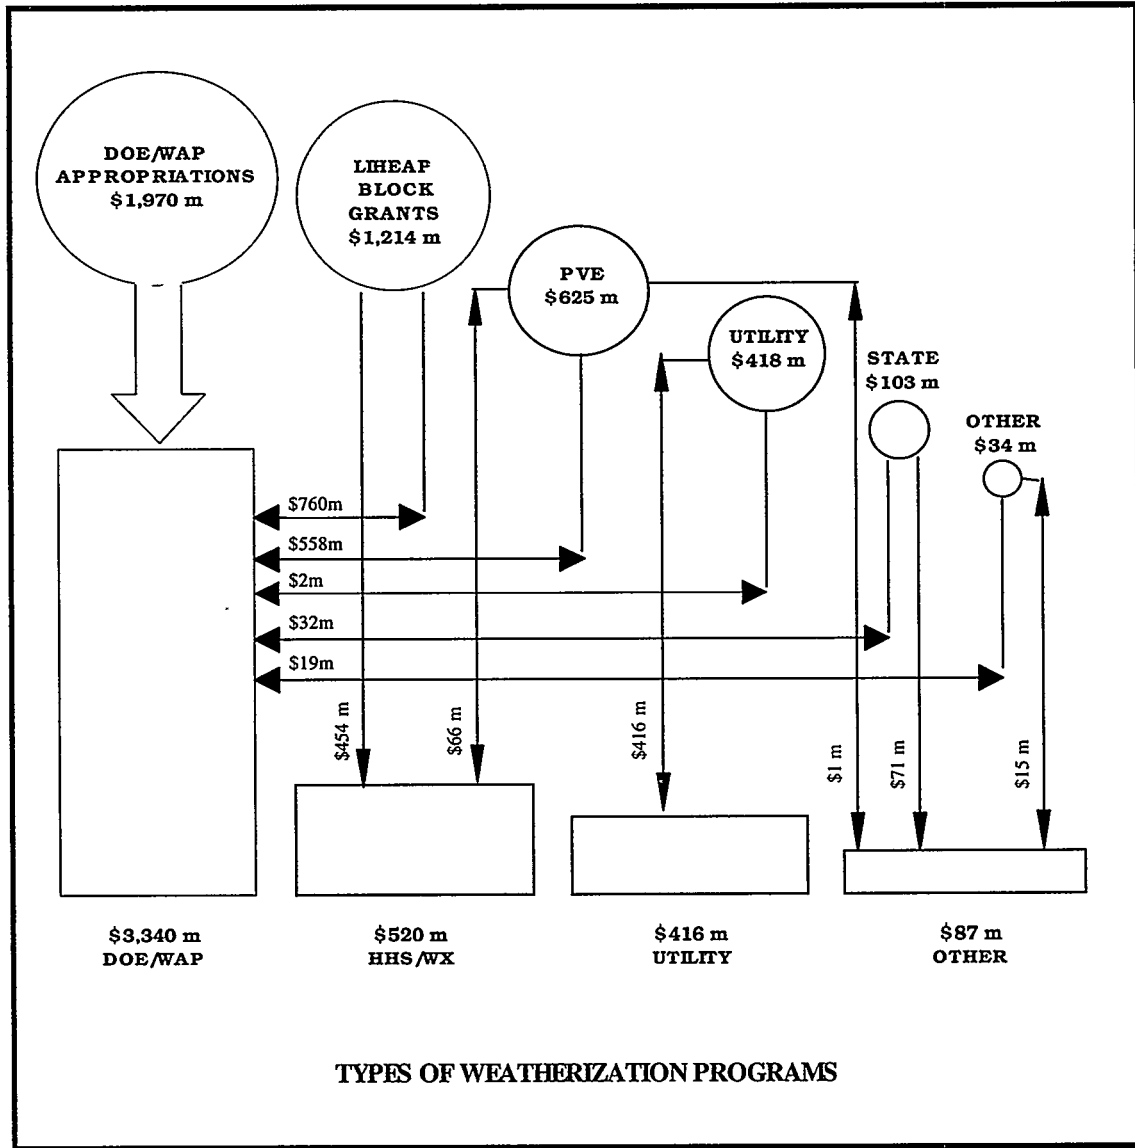 DOE/WAP
APPROPRIATIONS
$1,970 m
LIHEAP
BLOCK
GRANTS
$1,214 m
PVE
$625 m
UTILITY
$418 m
STATE
$103 m
OTHER
$34 m
$760m
$558m
$2m
$32m
$19m
$454 m
$66 m
$416 m
$1 m
$71 m
$15 m
$3,340 m
DOE/WAP
$520 m
HHS/WX
$416 m
UTILITY
$87 m
OTHER
TYPES OF WEATHERIZATION PROGRAMS